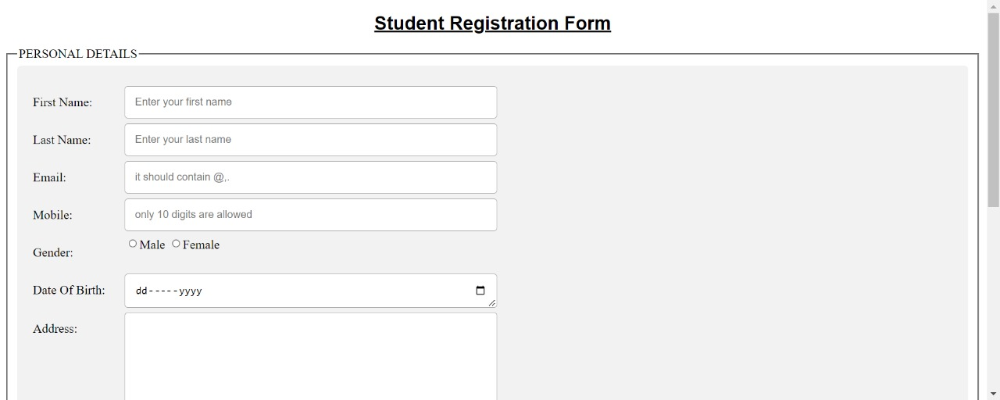 Student Registration Form
PERSONAL DETAILS
First Name: Enter your first name
Last Name: Enter your last name
Email: it should contain @,.
Mobile: only 10 digits are allowed
Gender: Male Female
Date Of Birth: dd-----yyyy
Address: